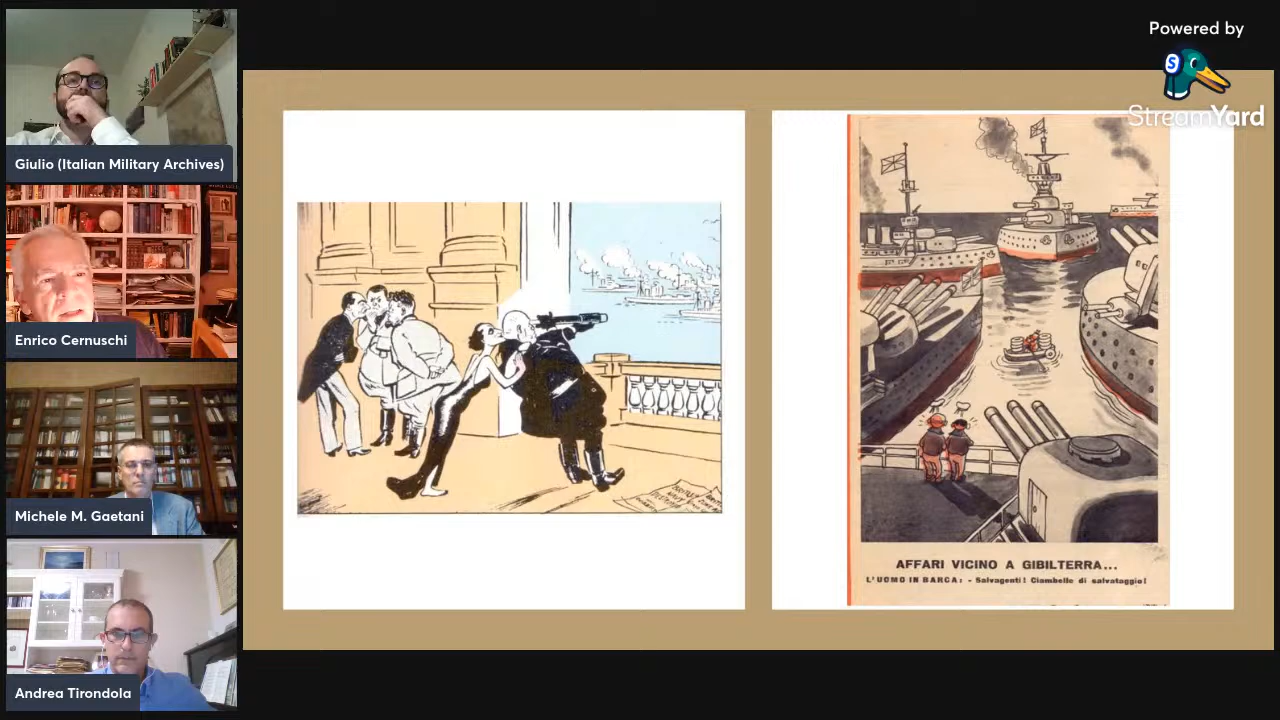 Powered by
StreamYard
Giulio (Italian Military Archives)
Enrico Cernuschi
Michele M. Gaetani
Andrea Tirondola
AFFARI VICINO A GIBILTERRA...
L'UOMO IN BARCA: - Salvagenti! Ciambelle di salvataggio!